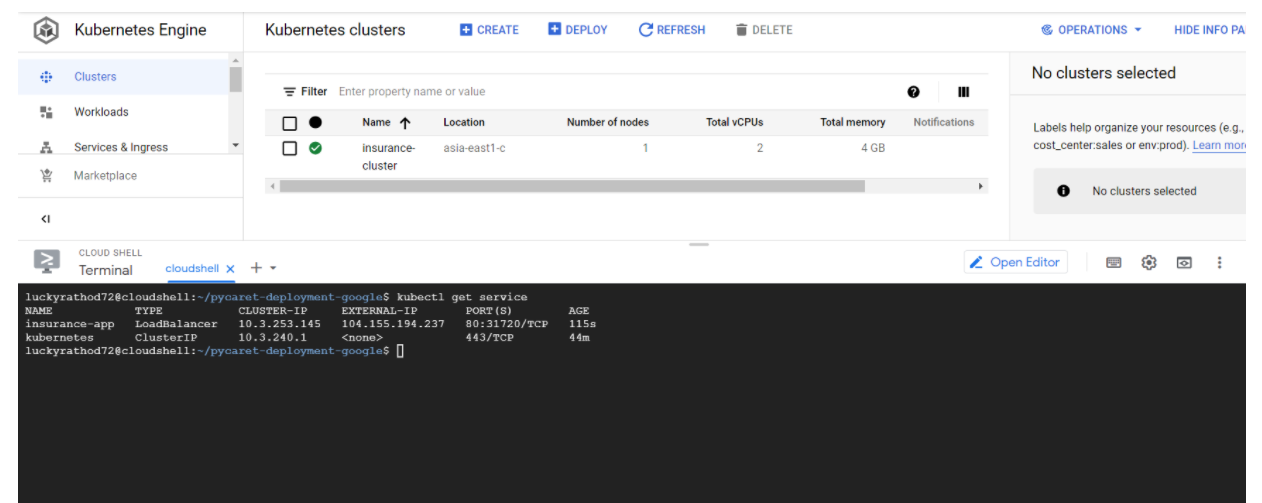 Kubernetes Engine
Kubernetes clusters
CREATE
DEPLOY
REFRESH
DELETE
OPERATIONS
HIDE INFO PA
Clusters
Workloads
Services & Ingress
Marketplace
Filter Enter property name or value
Name Location Number of nodes Total vCPUs Total memory Notifications
insurance- asia-east1-c 1 2 4 GB
cluster
No clusters selected
Labels help organize your resources (e.g.,
cost_center:sales or env:prod). Learn mor
No clusters selected
CLOUD SHELL
Terminal
cloudshell
Open Editor
luckyrathod72@cloudshell:~/pycaret-deployment-google$ kubectl get service
NAME TYPE CLUSTER-IP EXTERNAL-IP PORT(S) AGE
insurance-app LoadBalancer 10.3.253.145 104.155.194.237 80:31720/TCP 115s
kubernetes ClusterIP 10.3.240.1 <none> 443/TCP 44m
luckyrathod72@cloudshell:~/pycaret-deployment-google$